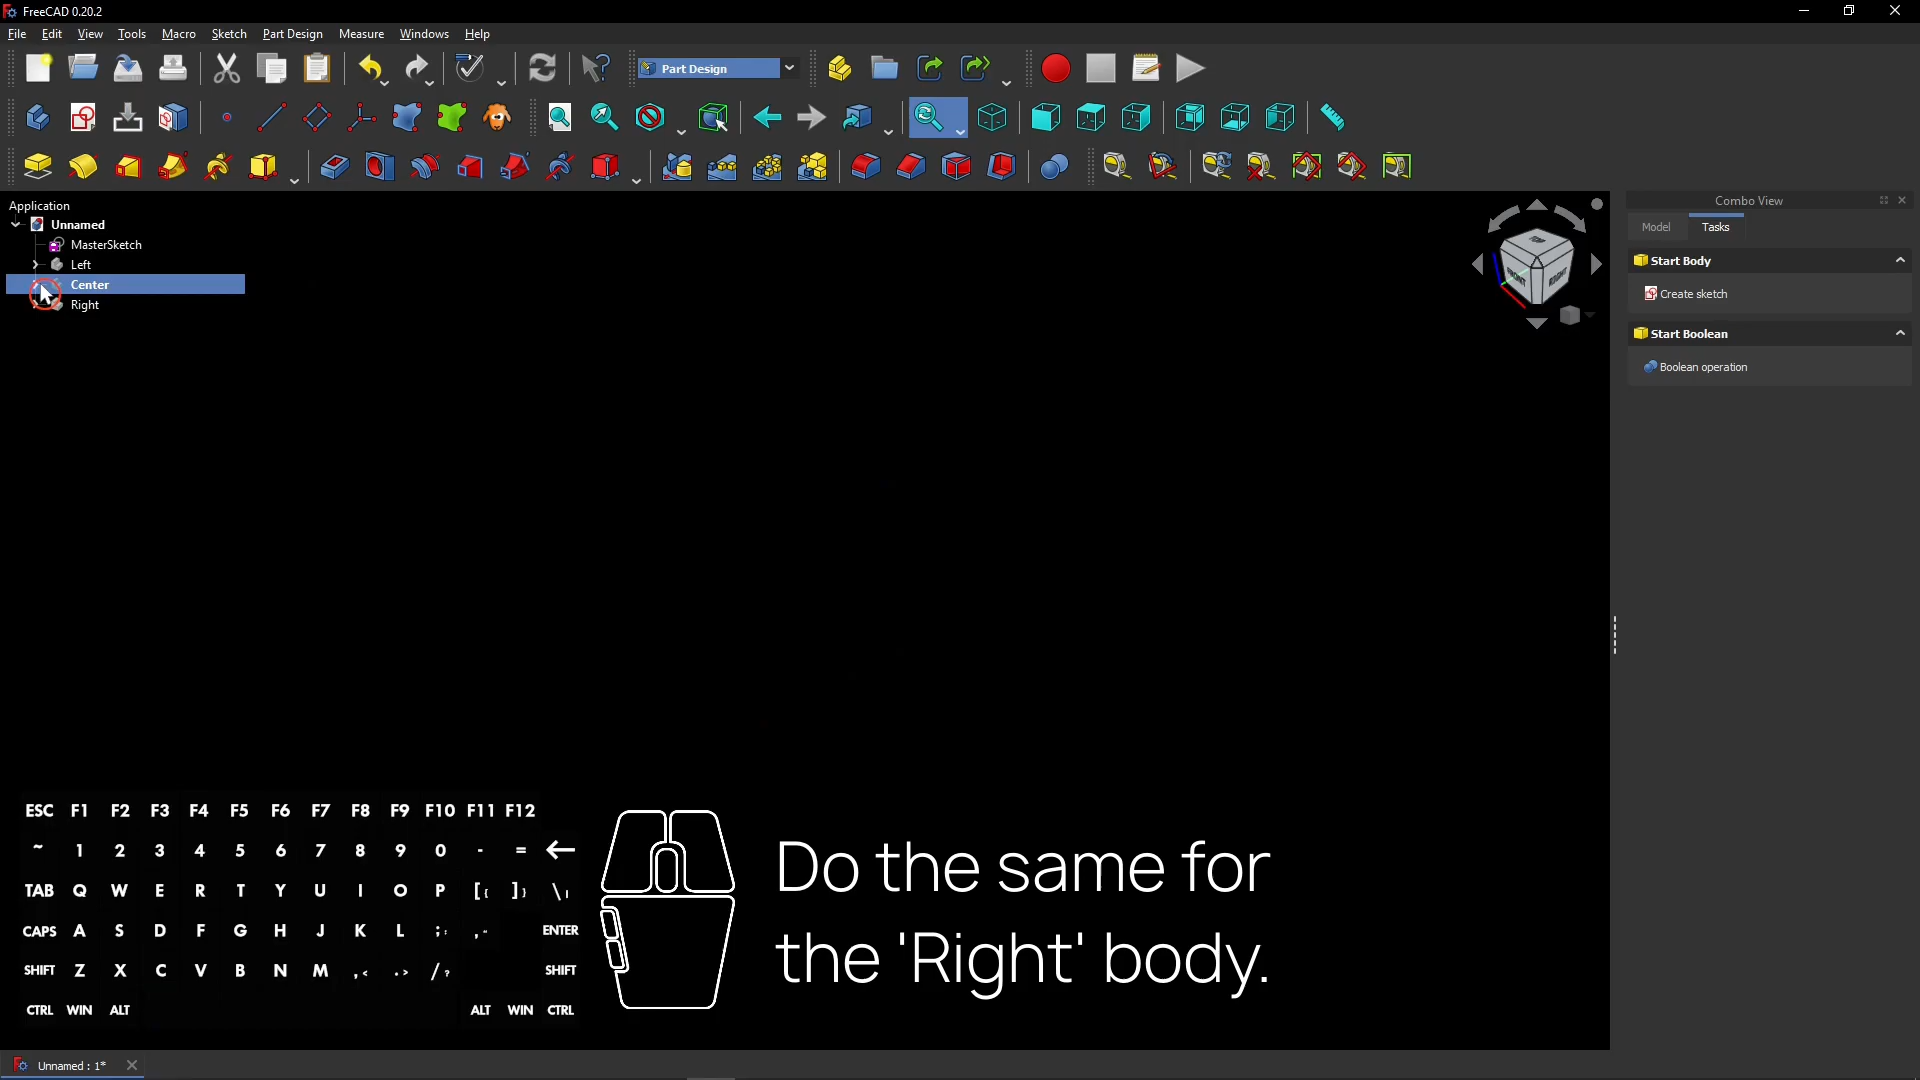 FreeCAD 0.20.2
File Edit View Tools Macro Sketch Part Design Measure Windows Help
Part Design
Application
Unnamed
MasterSketch
Left
Center
Right
Combo View
Model Tasks
Start Body
Create sketch
Start Boolean
Boolean operation
TOP
FRONT RIGHT
ESC F1 F2 F3 F4 F5 F6 F7 F8 F9 F10 F11 F12
~ 1 2 3 4 5 6 7 8 9 0 - = ←
TAB Q W E R T Y U I O P [{ ]} \|
CAPS A S D F G H J K L ;: ," ENTER
SHIFT Z X C V B N M ,< .> /? SHIFT
CTRL WIN ALT ALT WIN CTRL
Do the same for
the 'Right' body.
Unnamed : 1*